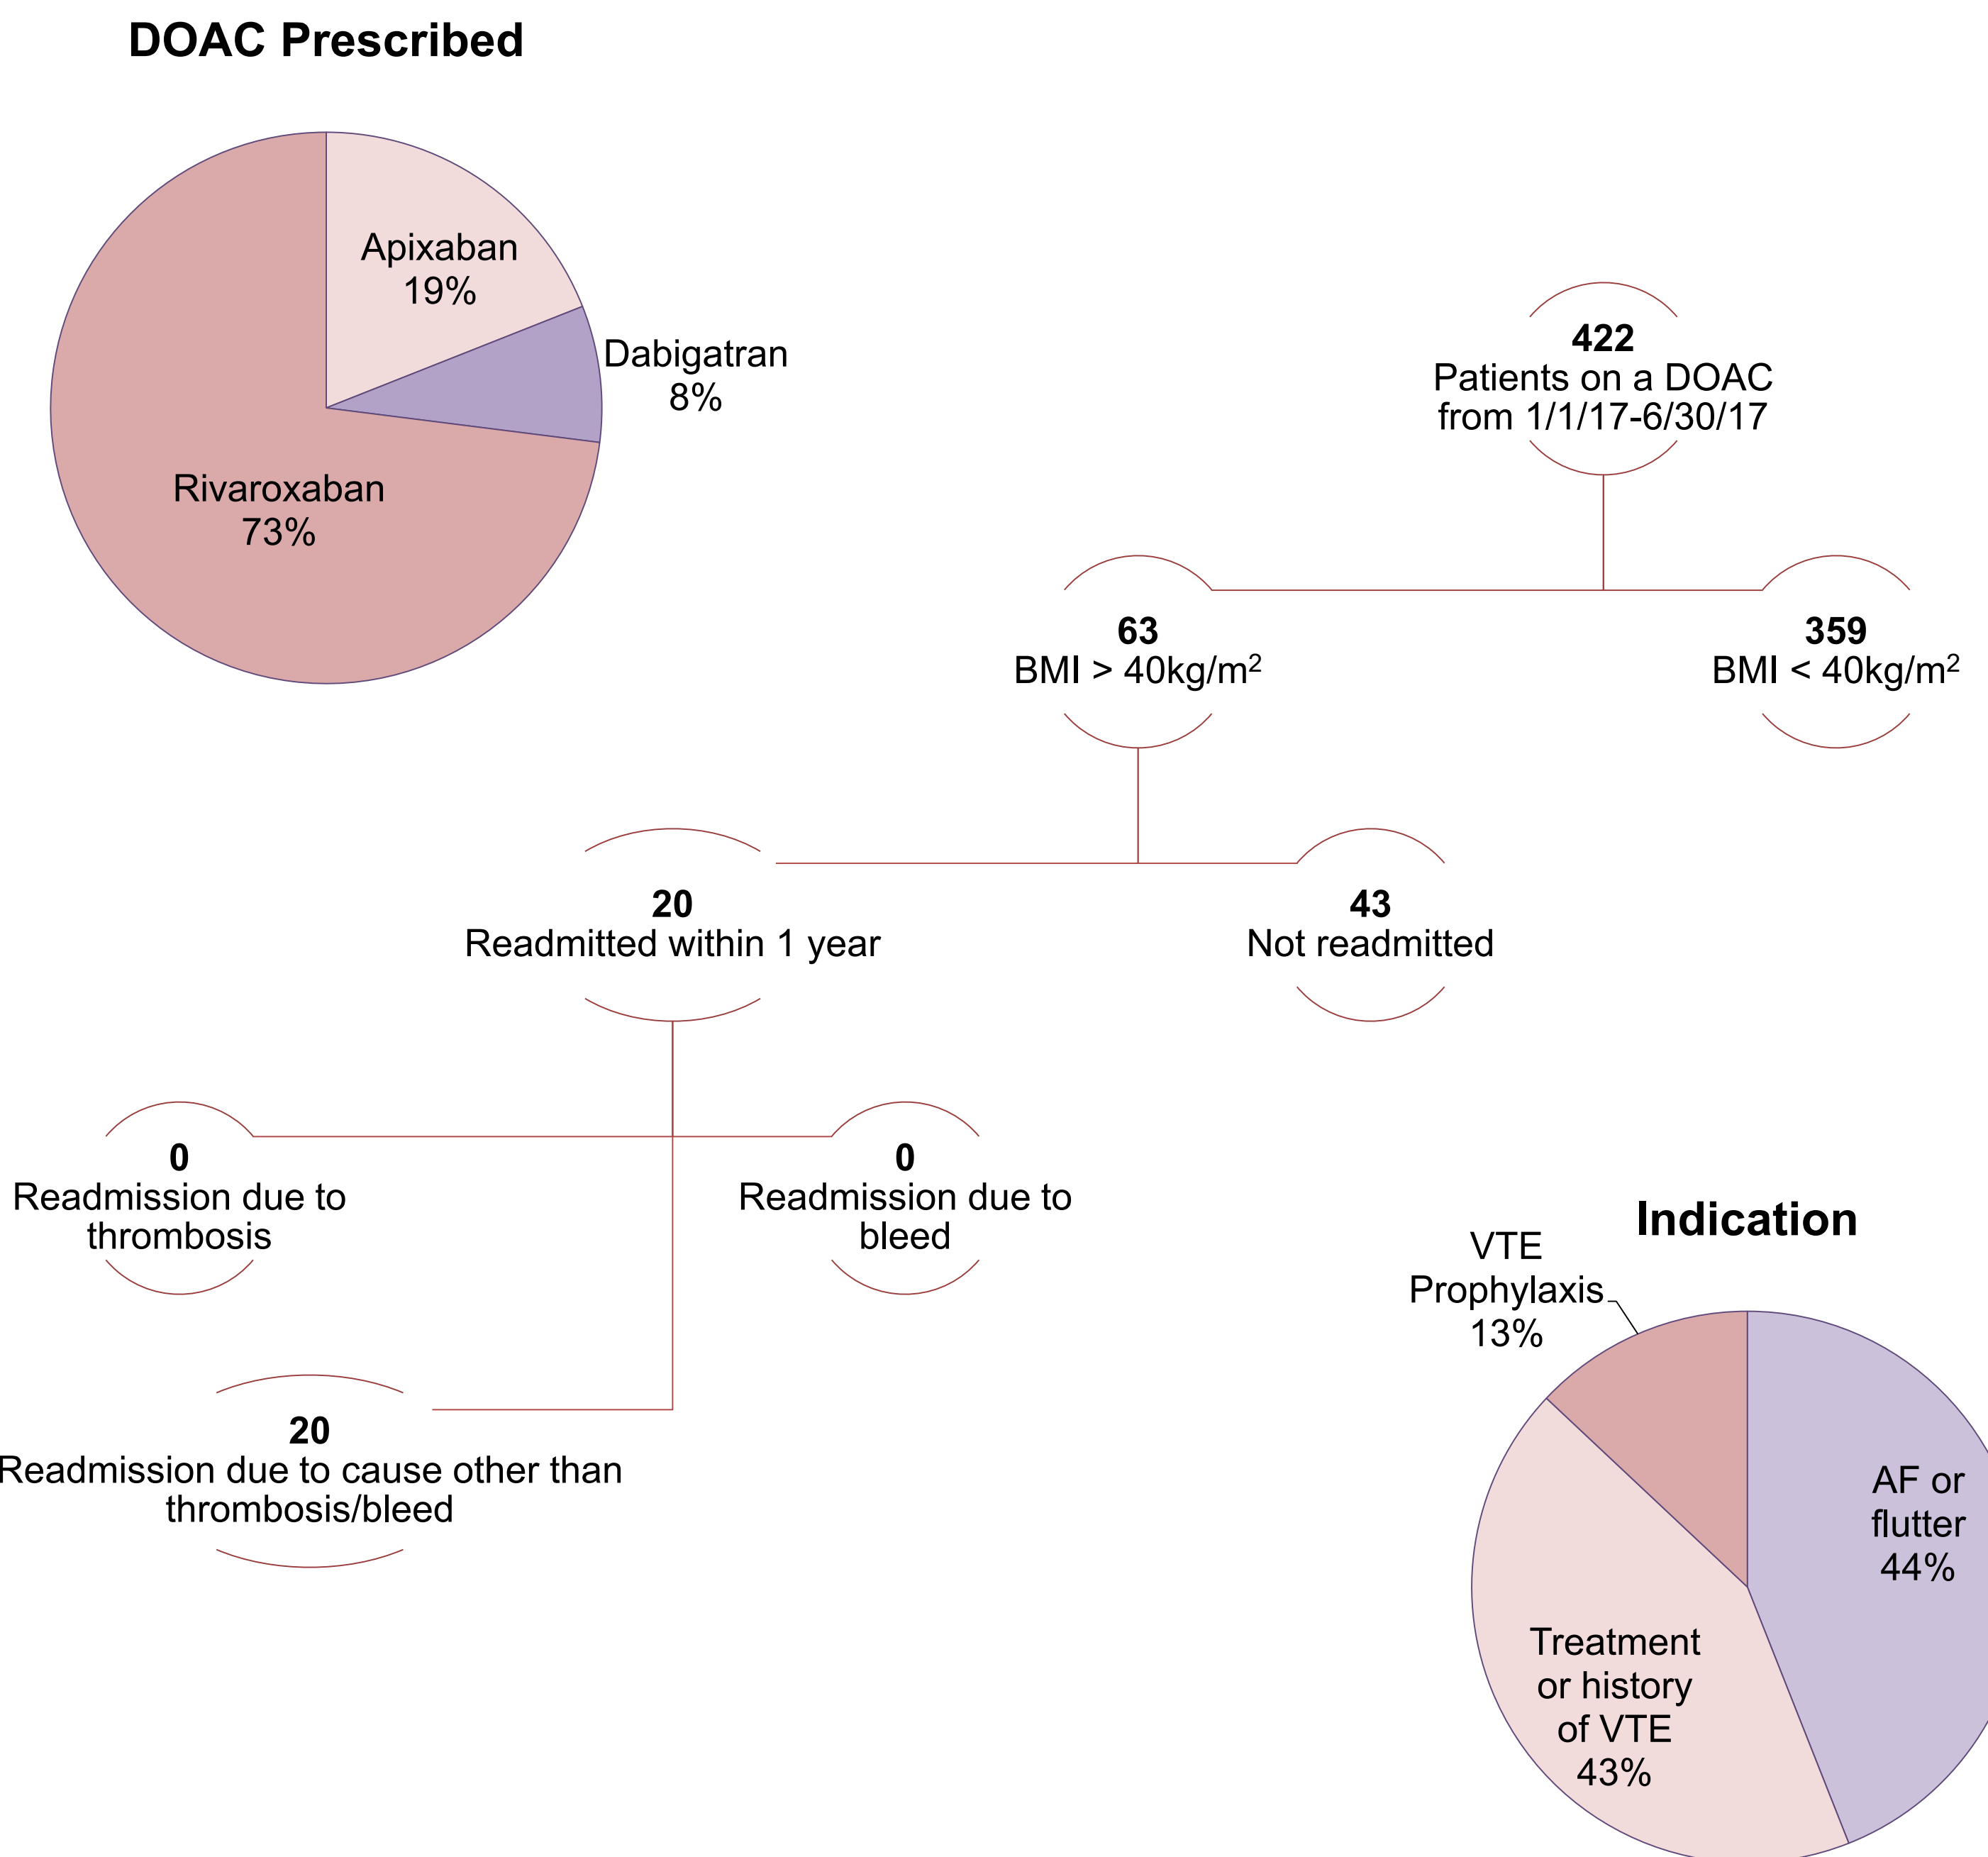 DOAC Prescribed
Apixaban
19%
Dabigatran
8%
Rivaroxaban
73%
422
Patients on a DOAC
from 1/1/17-6/30/17
63
BMI > 40kg/m²
359
BMI < 40kg/m²
20
Readmitted within 1 year
43
Not readmitted
0
Readmission due to
thrombosis
0
Readmission due to
bleed
20
Readmission due to cause other than
thrombosis/bleed
Indication
VTE
Prophylaxis
13%
AF or
flutter
44%
Treatment
or history
of VTE
43%